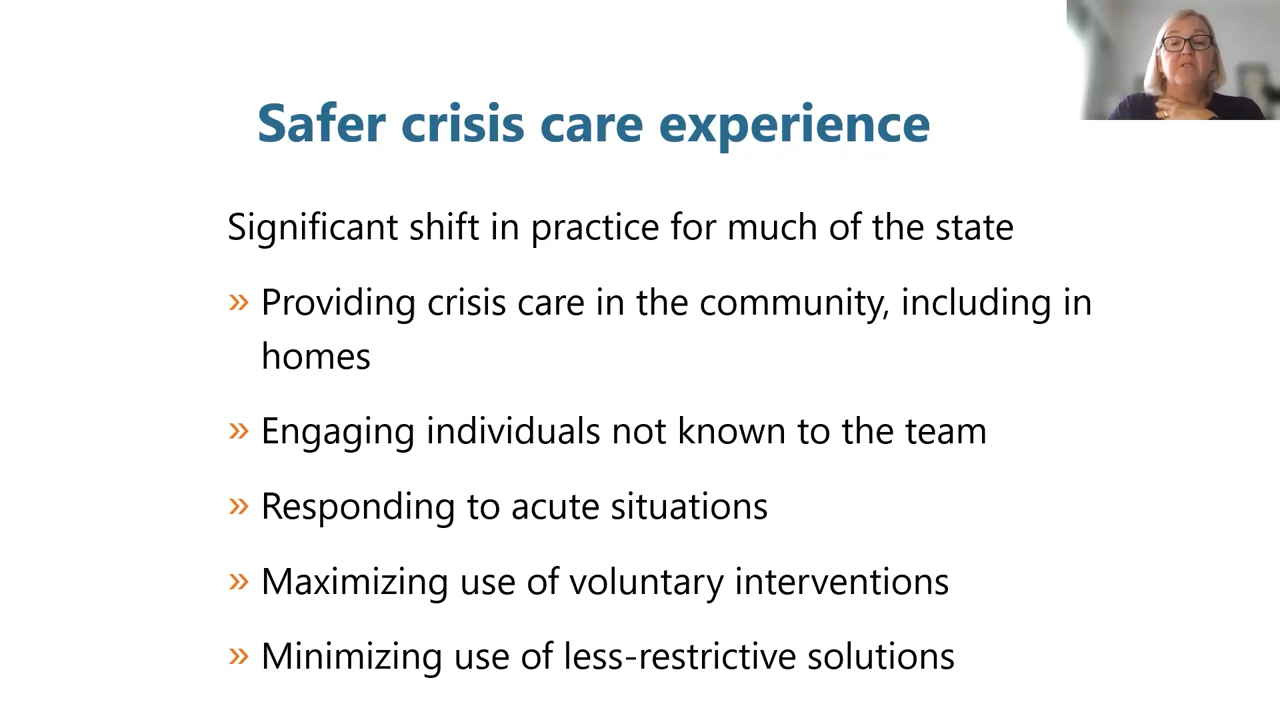 Safer crisis care experience
Significant shift in practice for much of the state
» Providing crisis care in the community, including in
homes
» Engaging individuals not known to the team
» Responding to acute situations
» Maximizing use of voluntary interventions
» Minimizing use of less-restrictive solutions